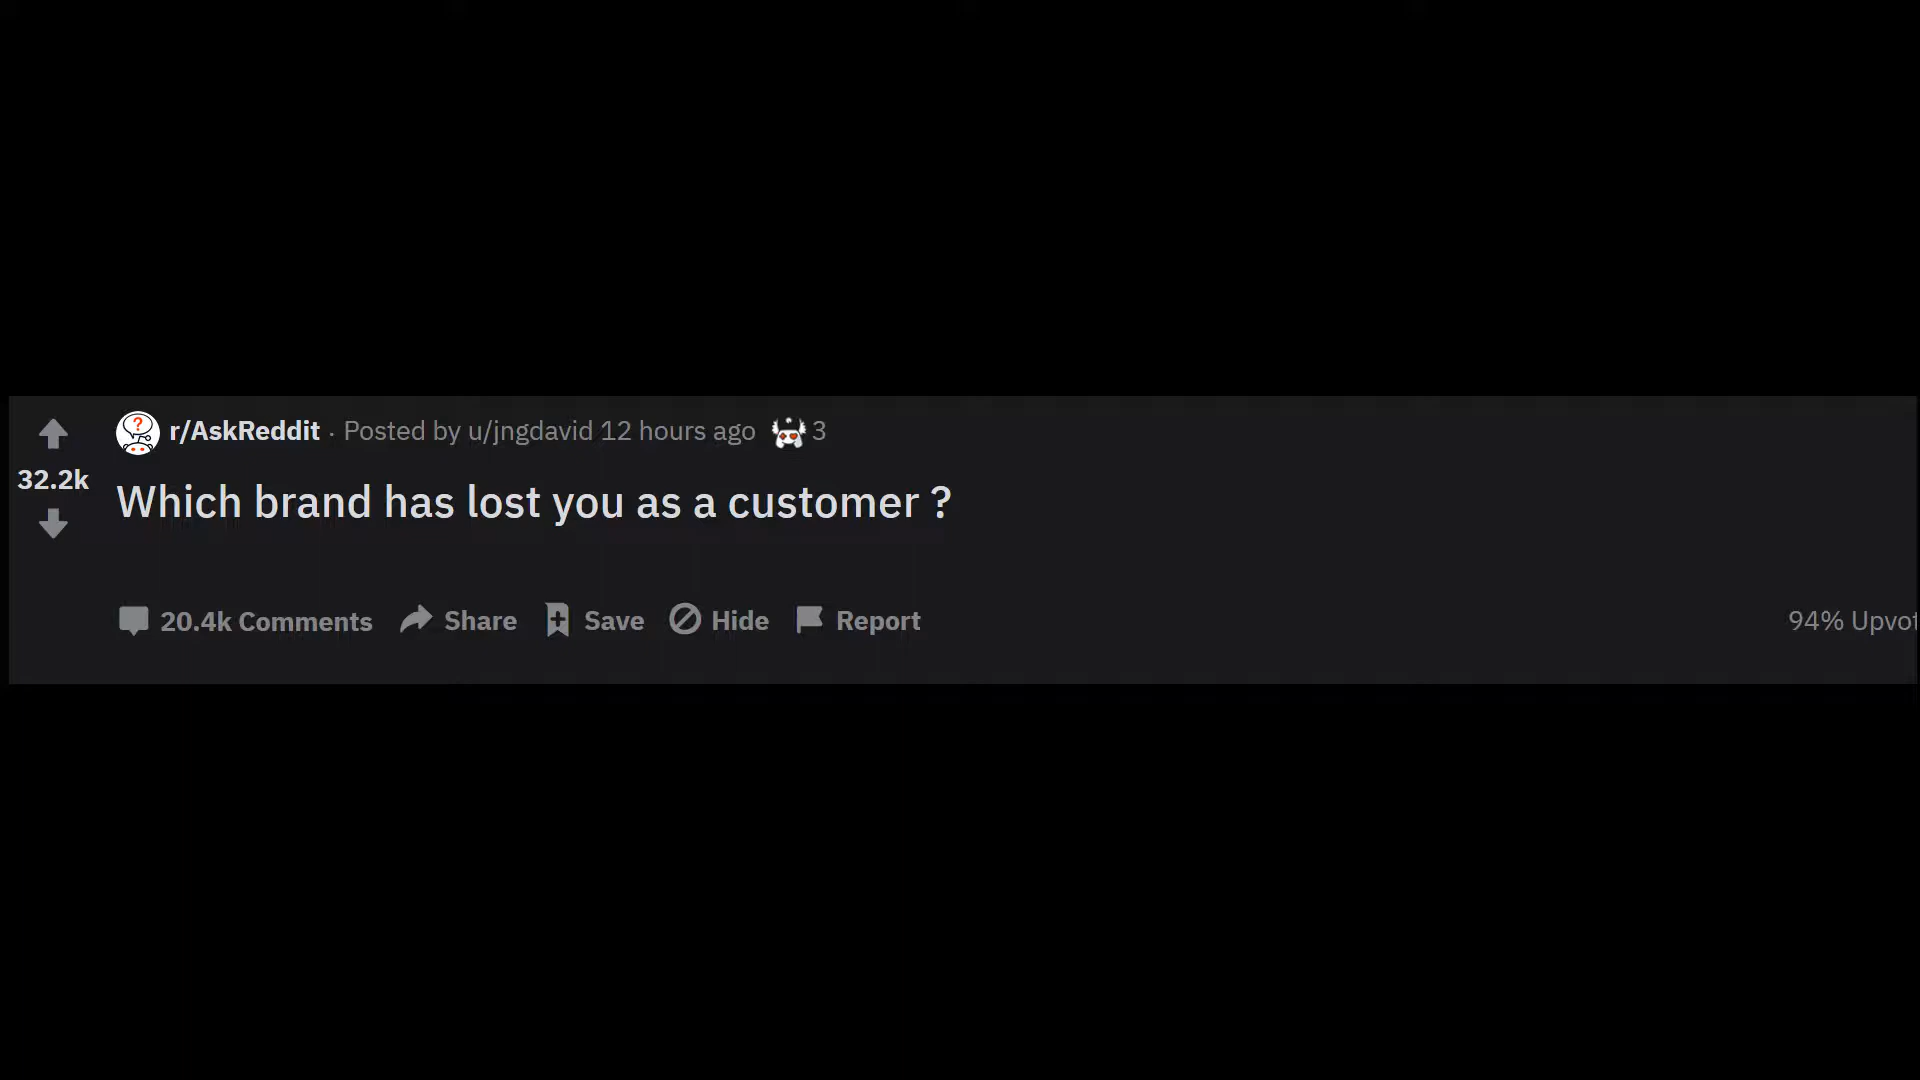 r/AskReddit · Posted by u/jngdavid 12 hours ago 3
32.2k
Which brand has lost you as a customer ?
20.4k Comments Share Save Hide Report 94% Upvot